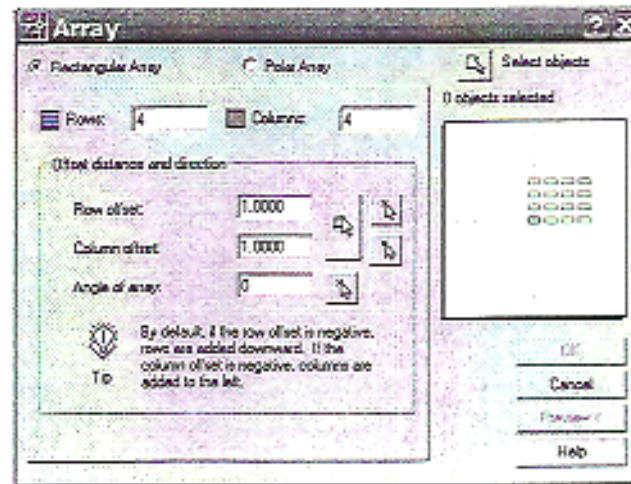 Array
Rectangular Array
Polar Array
Select objects
0 objects selected
Rows: 4
Columns: 4
Offset distance and direction
Row offset: 1.0000
Column offset: 1.0000
Angle of array: 0
Tip
By default, if the row offset is negative,
rows are added downward. If the
column offset is negative, columns are
added to the left.
OK
Cancel
Preview <
Help